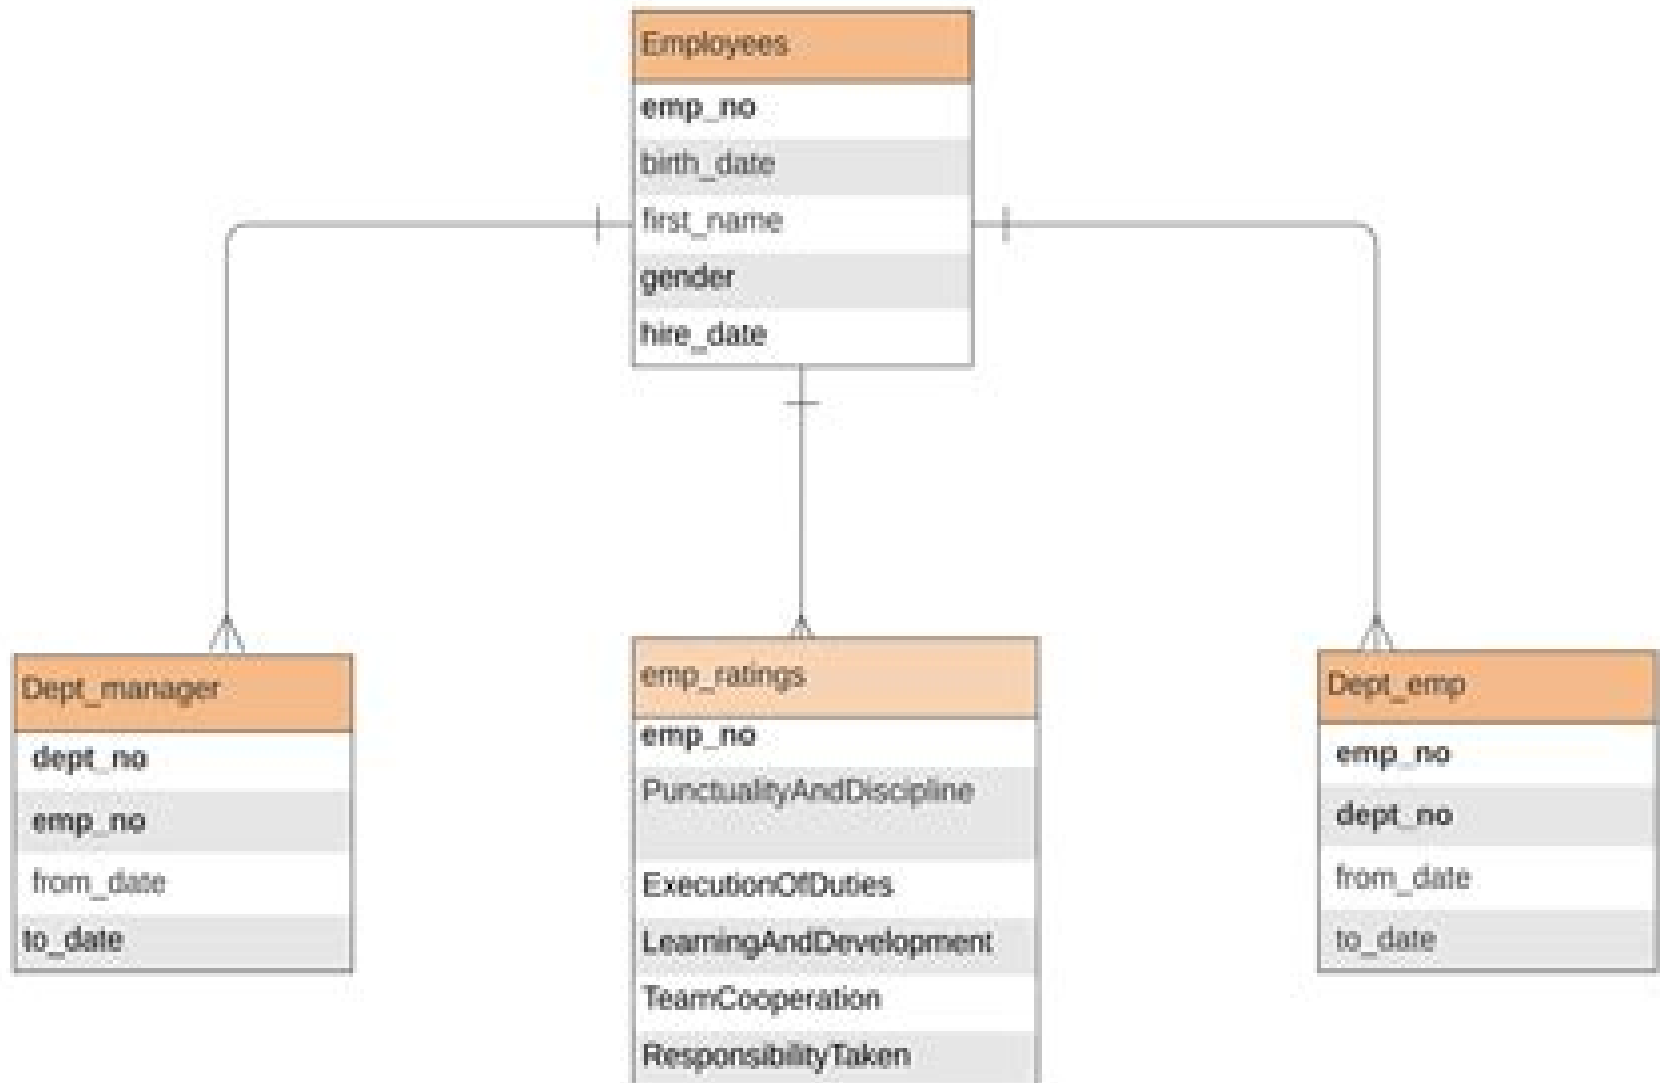 Employees
emp_no
birth_date
first_name
gender
hire_date
Dept_manager
dept_no
emp_no
from_date
to_date
emp_ratings
emp_no
PunctualityAndDiscipline
ExecutionOfDuties
LearningAndDevelopment
TeamCooperation
ResponsibilityTaken
Dept_emp
emp_no
dept_no
from_date
to_date